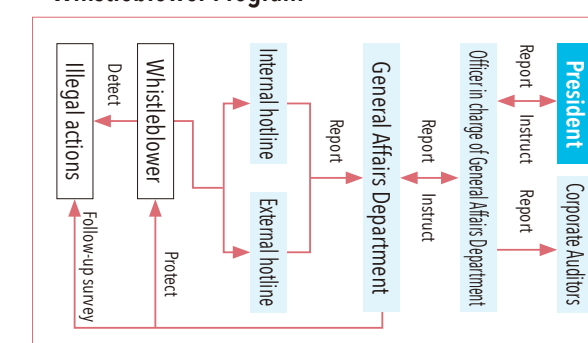 Whistleblower Program
President
Corporate Auditors
Report
Instruct
Report
Officer in charge of General Affairs Department
Report
Instruct
General Affairs Department
Report
Internal hotline
External hotline
Whistleblower
Protect
Detect
Illegal actions
Follow-up survey